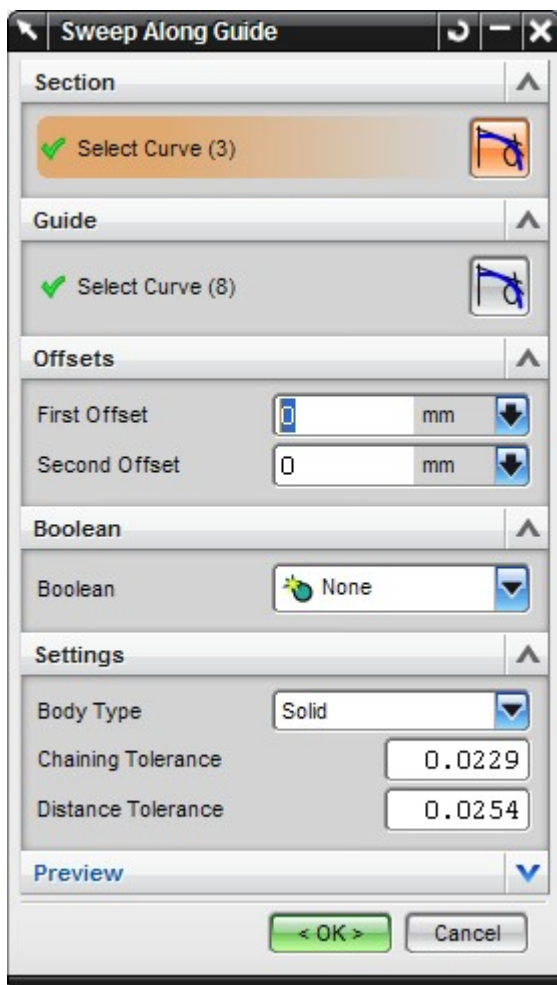 Sweep Along Guide
Section
Select Curve (3)
Guide
Select Curve (8)
Offsets
First Offset 0 mm
Second Offset 0 mm
Boolean
Boolean None
Settings
Body Type Solid
Chaining Tolerance 0.0229
Distance Tolerance 0.0254
Preview
< OK > Cancel